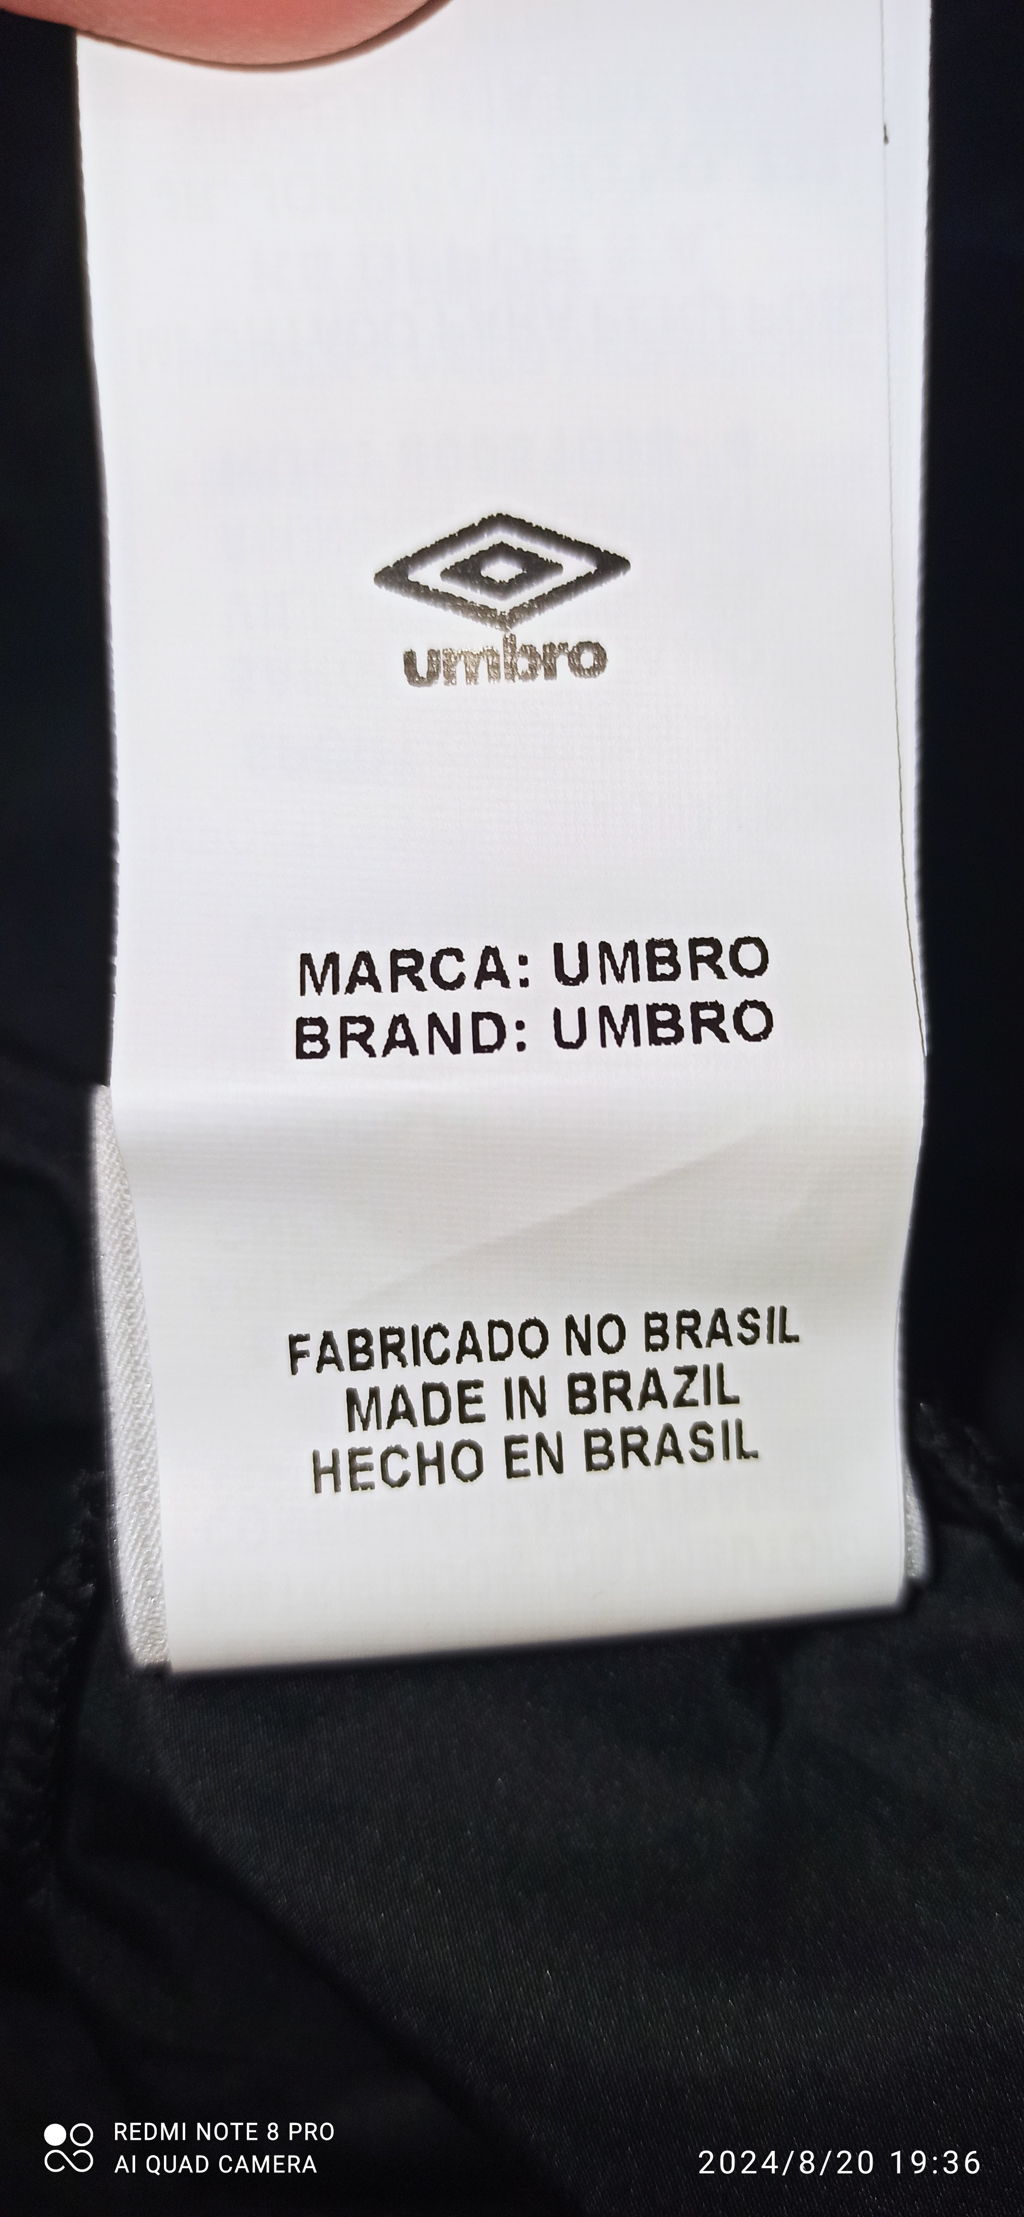 umbro
MARCA: UMBRO
BRAND: UMBRO
FABRICADO NO BRASIL
MADE IN BRAZIL
HECHO EN BRASIL
REDMI NOTE 8 PRO
AI QUAD CAMERA
2024/8/20 19:36